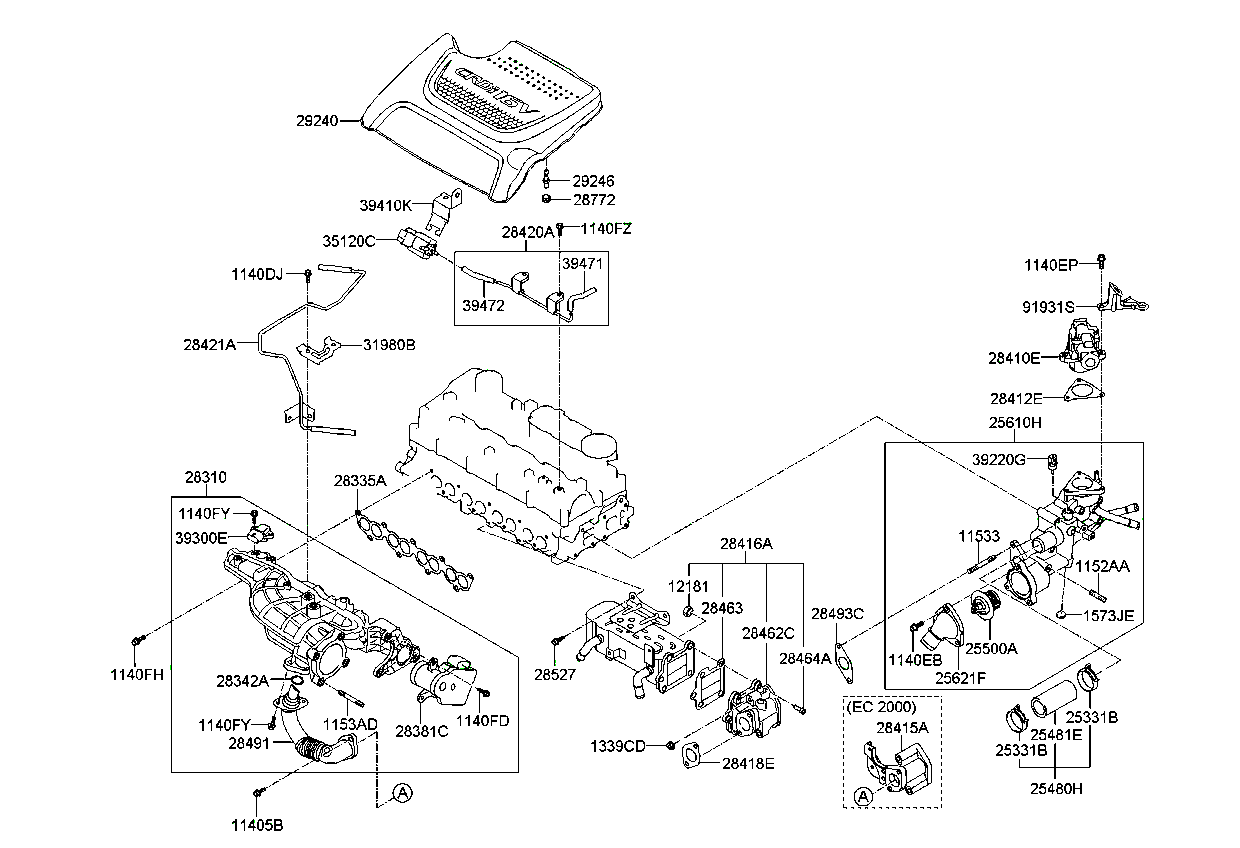 CRDi 16V
29240
29246
28772
39410K
35120C
28420A
1140FZ
39471
39472
1140DJ
28421A
31980B
1140EP
91931S
28410E
28412E
25610H
39220G
28310
1140FY
39300E
28335A
11533
1152AA
1573JE
28416A
12181
28463
28462C
28464A
28493C
1140EB
25500A
25621F
1140FH
28342A
1140FY
28491
1153AD
28381C
1140FD
28527
1339CD
28418E
(EC 2000)
28415A
A
25331B
25481E
25331B
25480H
A
11405B